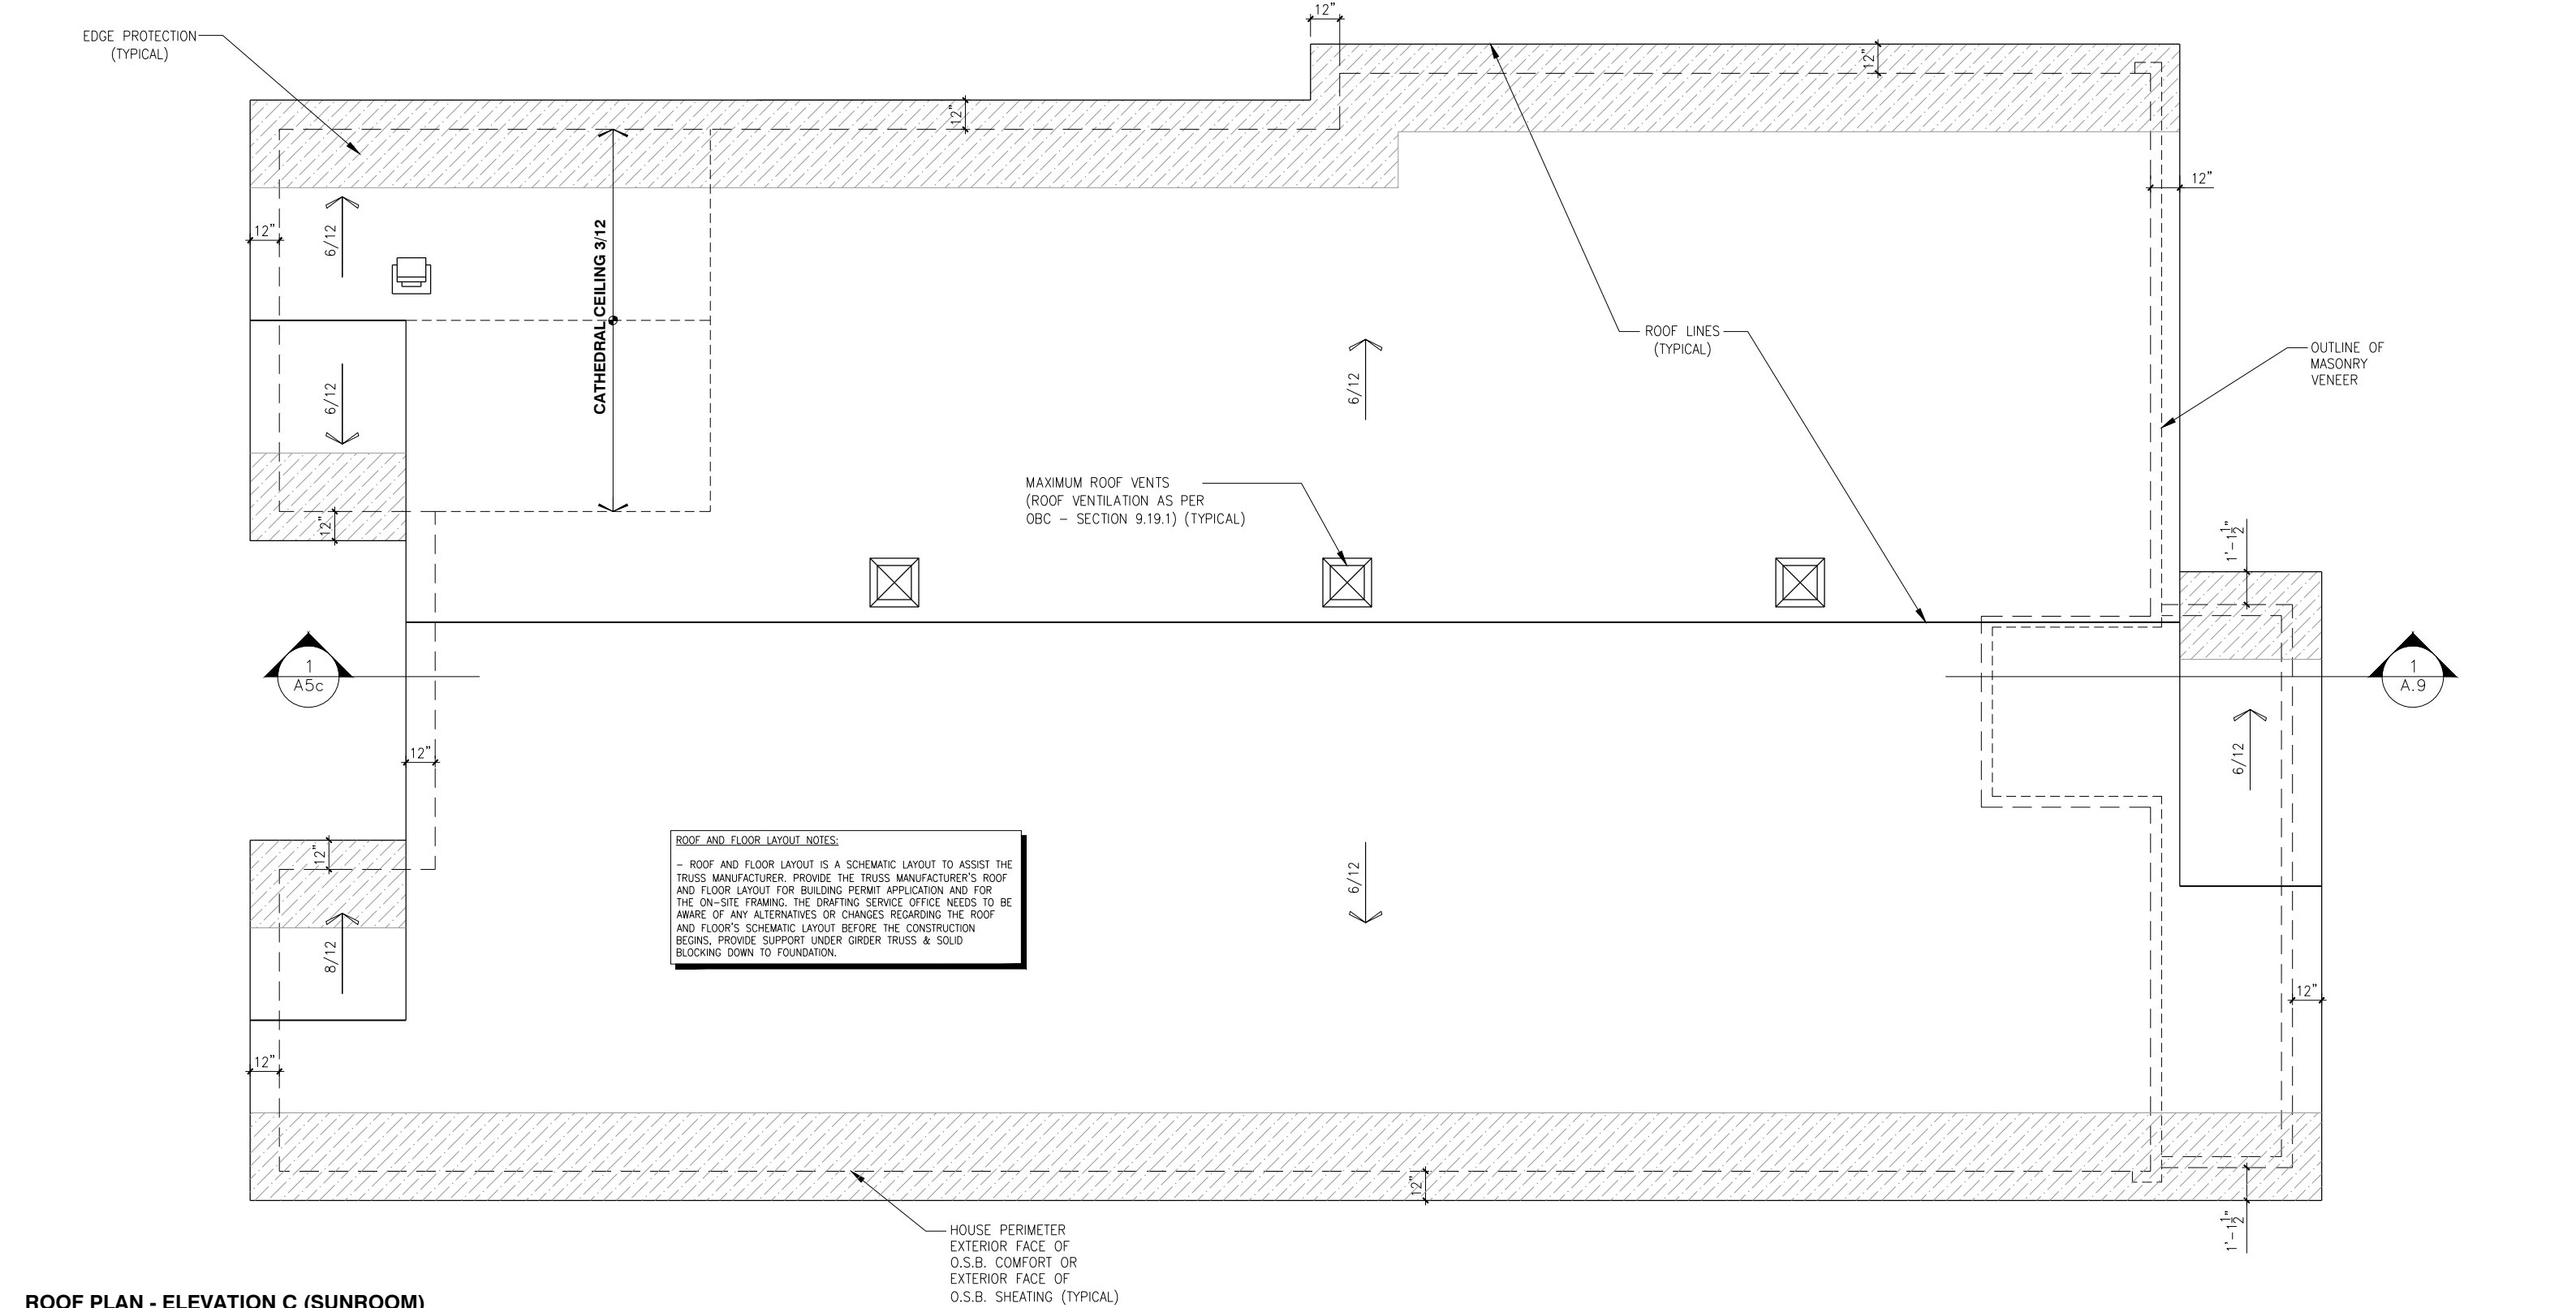 12"
EDGE PROTECTION
(TYPICAL)
12"
12"
12"
12"
6/12
CATHEDRAL CEILING 3/12
ROOF LINES
(TYPICAL)
OUTLINE OF
MASONRY
VENEER
6/12
6/12
MAXIMUM ROOF VENTS
(ROOF VENTILATION AS PER
OBC - SECTION 9.19.1) (TYPICAL)
12"
1'-1 1/2"
1
A5c
1
A.9
12"
6/12
12"
ROOF AND FLOOR LAYOUT NOTES:
- ROOF AND FLOOR LAYOUT IS A SCHEMATIC LAYOUT TO ASSIST THE
TRUSS MANUFACTURER. PROVIDE THE TRUSS MANUFACTURER'S ROOF
AND FLOOR LAYOUT FOR BUILDING PERMIT APPLICATION AND FOR
THE ON-SITE FRAMING. THE DRAFTING SERVICE OFFICE NEEDS TO BE
AWARE OF ANY ALTERNATIVES OR CHANGES REGARDING THE ROOF
AND FLOOR'S SCHEMATIC LAYOUT BEFORE THE CONSTRUCTION
BEGINS, PROVIDE SUPPORT UNDER GIRDER TRUSS & SOLID
BLOCKING DOWN TO FOUNDATION.
6/12
8/12
12"
12"
12"
1'-1 1/2"
HOUSE PERIMETER
EXTERIOR FACE OF
O.S.B. COMFORT OR
EXTERIOR FACE OF
O.S.B. SHEATING (TYPICAL)
ROOF PLAN - ELEVATION C (SUNROOM)